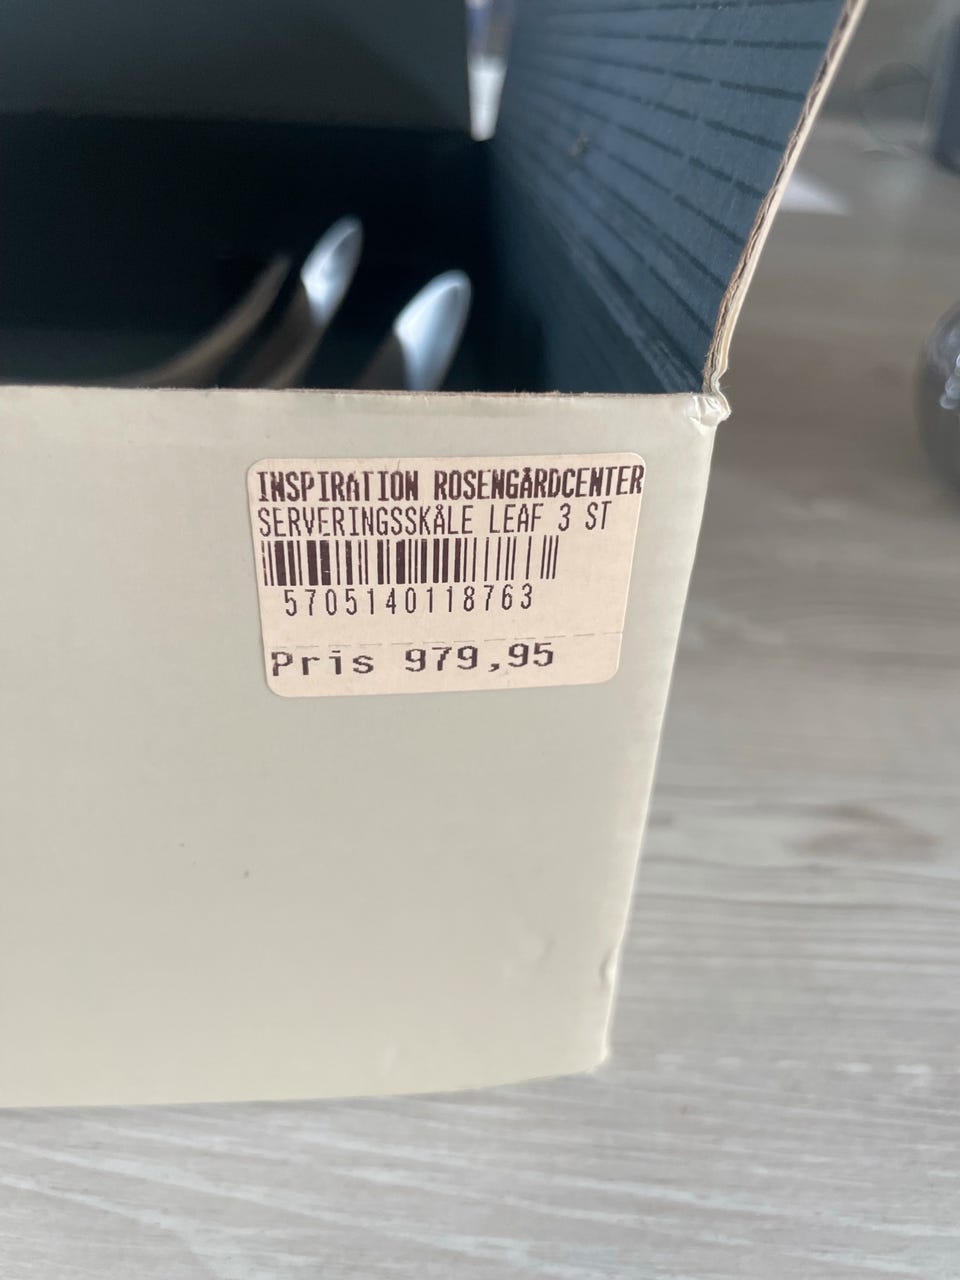 INSPIRATION ROSENGÅRDCENTER
SERVERINGSSKÅLE LEAF 3 ST
5705140118763
Pris 979,95